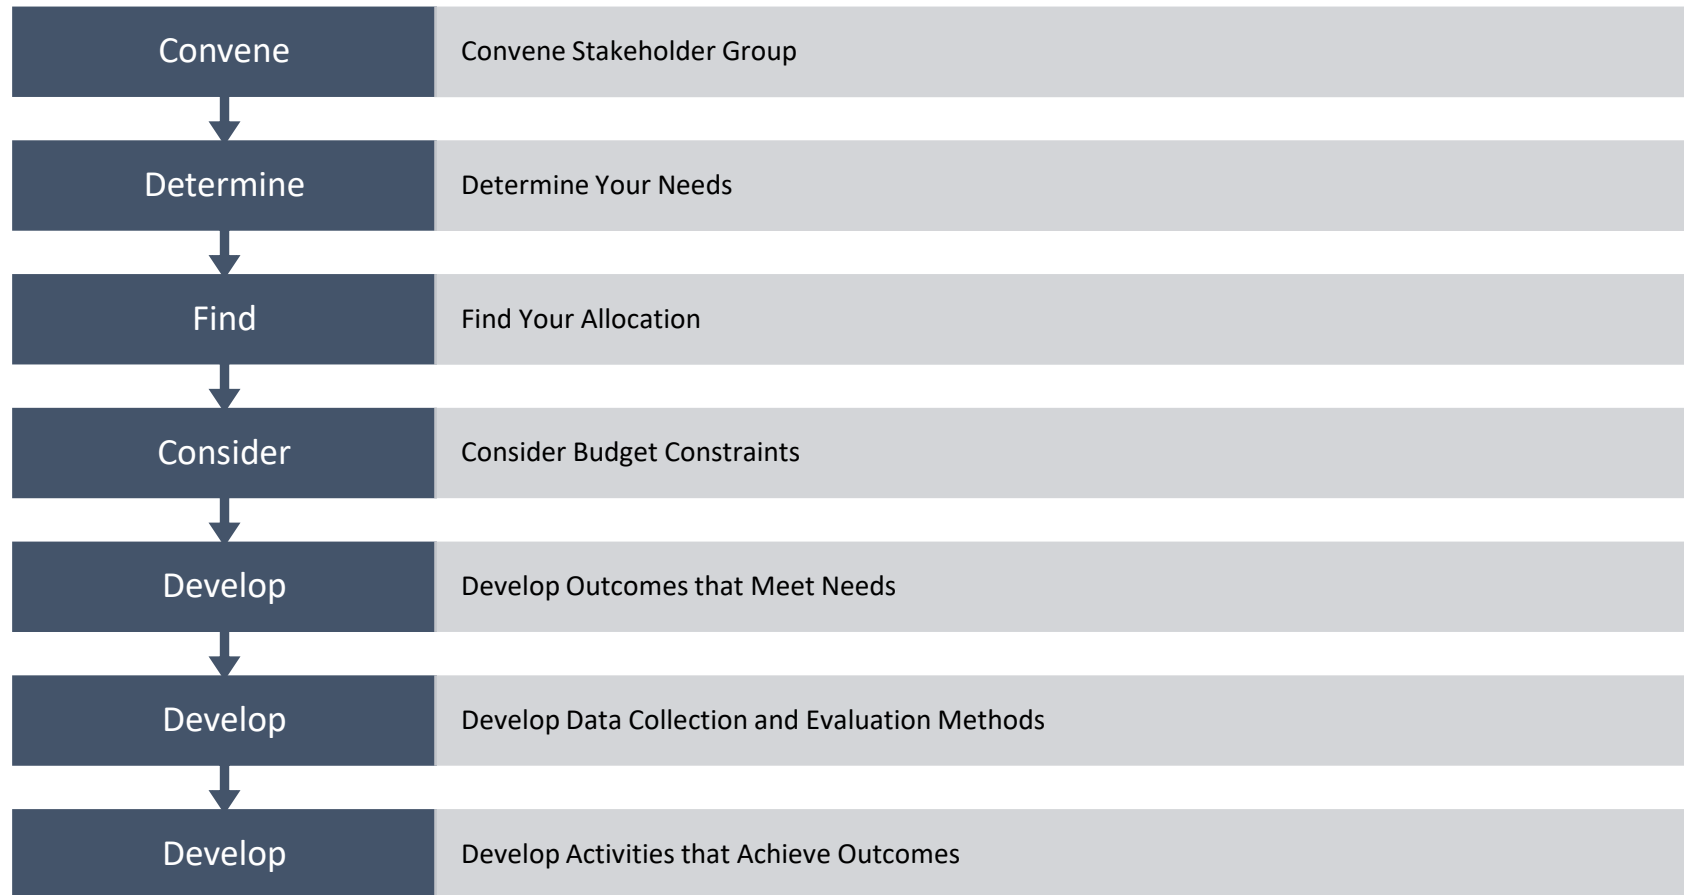 Convene
Convene Stakeholder Group
Determine
Determine Your Needs
Find
Find Your Allocation
Consider
Consider Budget Constraints
Develop
Develop Outcomes that Meet Needs
Develop
Develop Data Collection and Evaluation Methods
Develop
Develop Activities that Achieve Outcomes